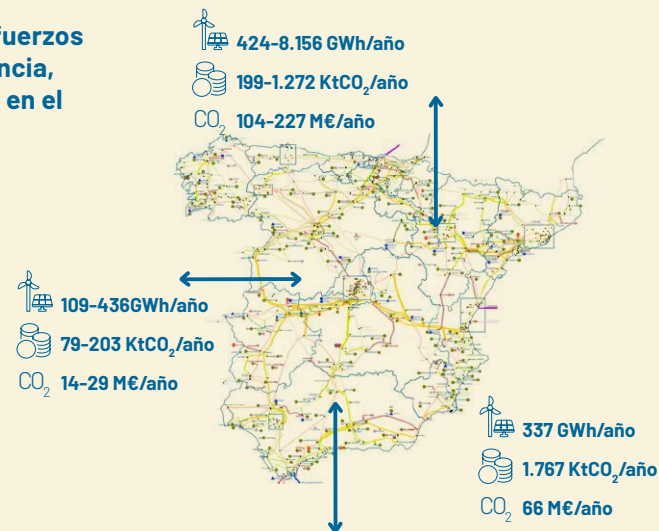 fuerzos
ncia,
en el
424-8.156 GWh/año
199-1.272 KtCO₂/año
CO₂ 104-227 M€/año
109-436GWh/año
79-203 KtCO₂/año
CO₂ 14-29 M€/año
337 GWh/año
1.767 KtCO₂/año
CO₂ 66 M€/año